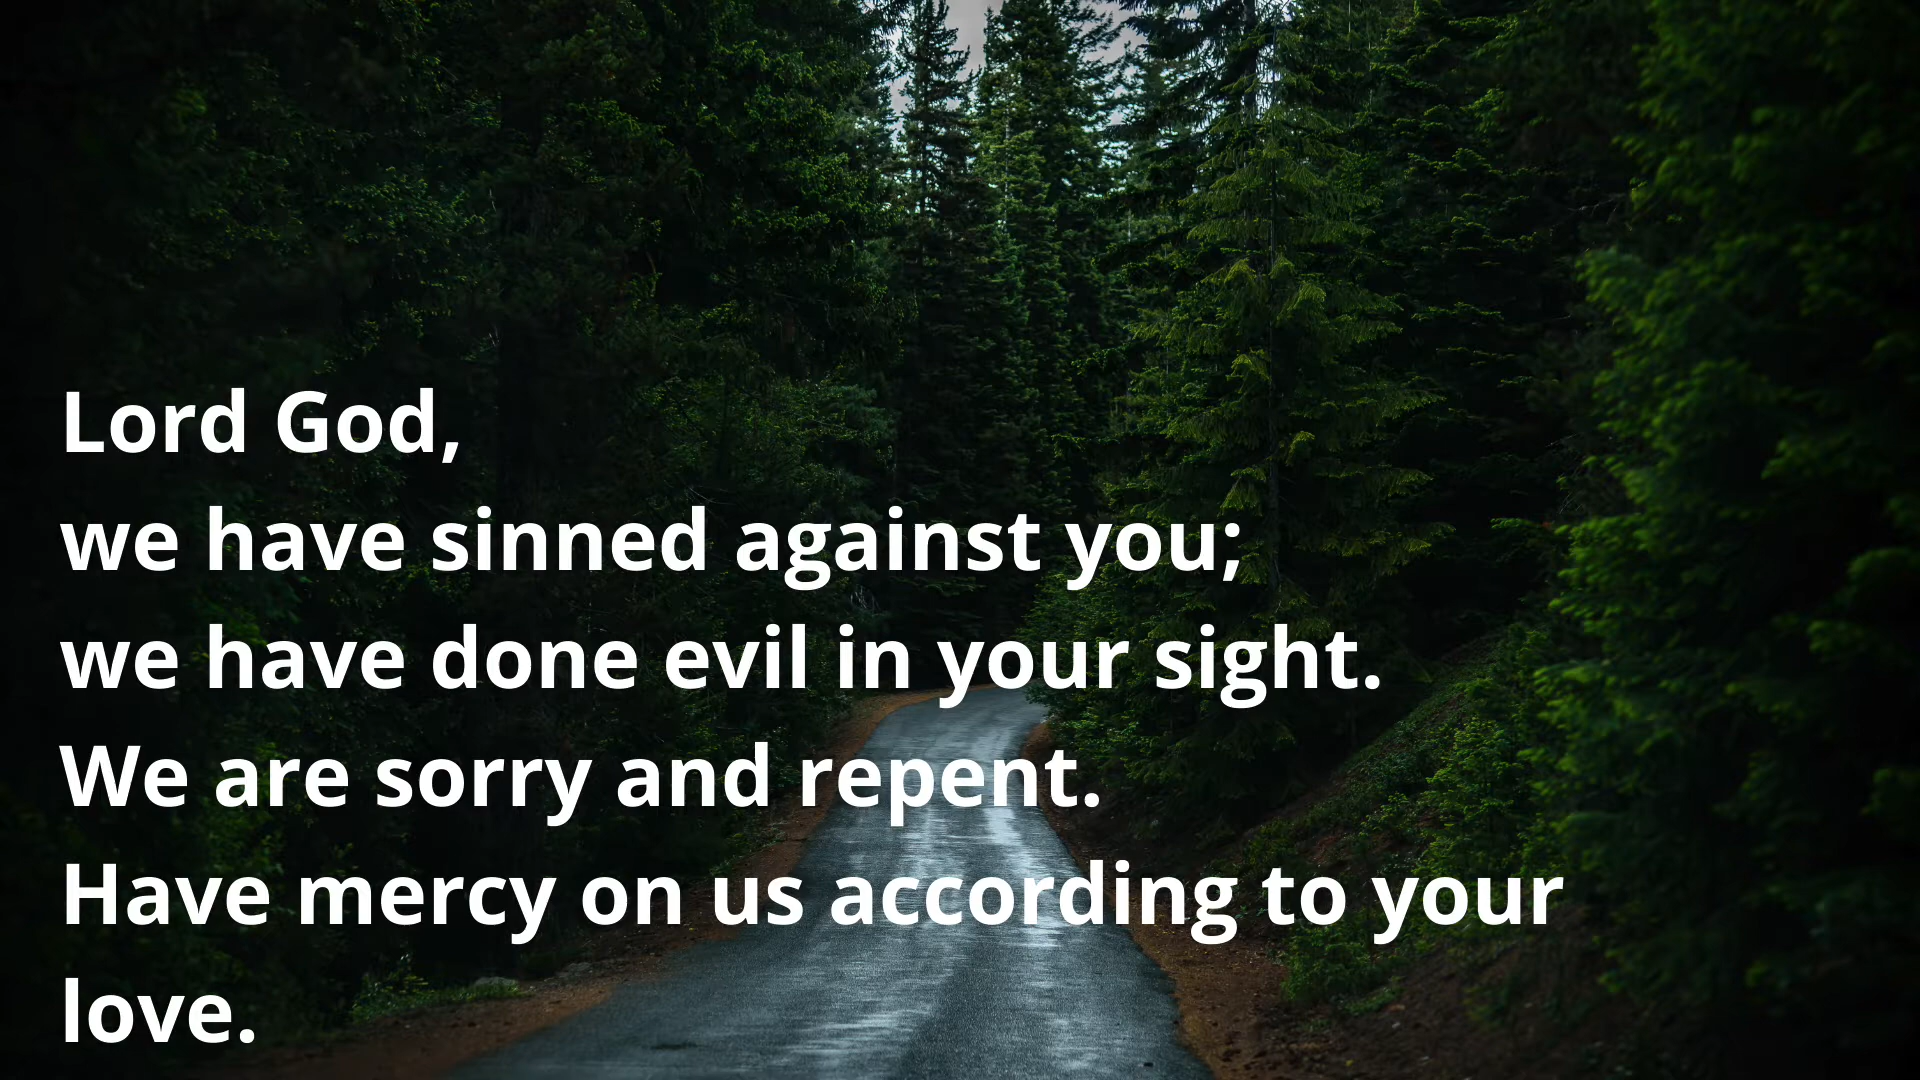 Lord God,
we have sinned against you;
we have done evil in your sight.
We are sorry and repent.
Have mercy on us according to your
love.